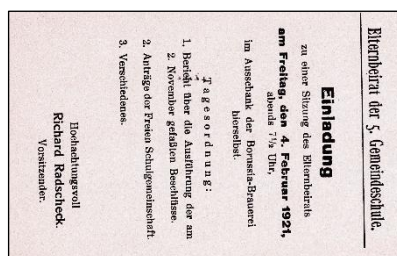 Elternbeirat der 5. Gemeindeschule.
Einladung
zu einer Sitzung des Elternbeirats
am Freitag, den 4. Februar 1921,
abends 7½ Uhr,
im Ausschank der Borussia-Brauerei
hierselbst.
Tagesordnung:
1. Bericht über die Ausführung der am
2. November gefaßten Beschlüsse.
2. Anträge der Freien Schulgemeinschaft.
3. Verschiedenes.
Hochachtungsvoll
Richard Radscheck.
Vorsitzender.